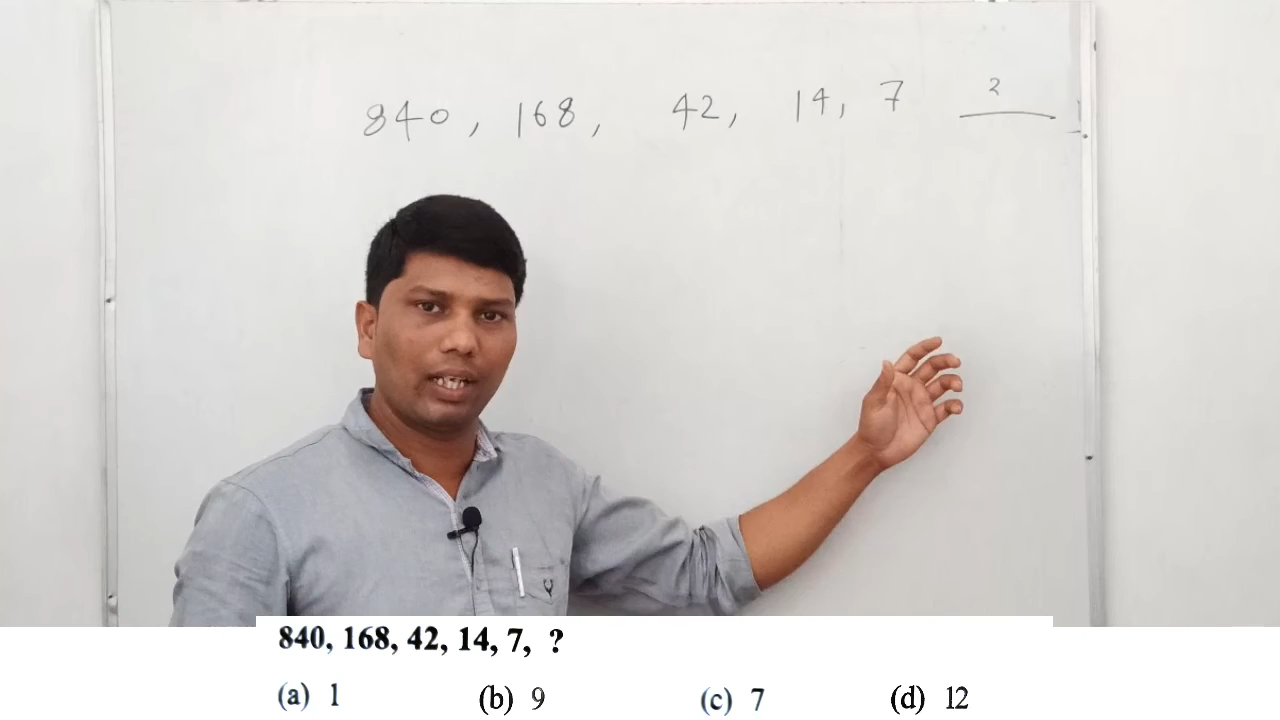 840, 168, 42, 14, 7 ?
840, 168, 42, 14, 7, ?
(a) 1 (b) 9 (c) 7 (d) 12